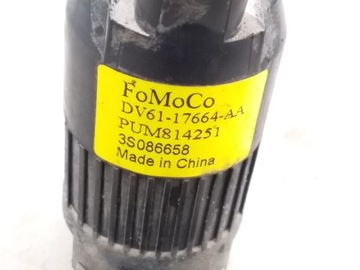 FoMoCo
DV61-17664-AA
PUM814251
3S086658
Made in China